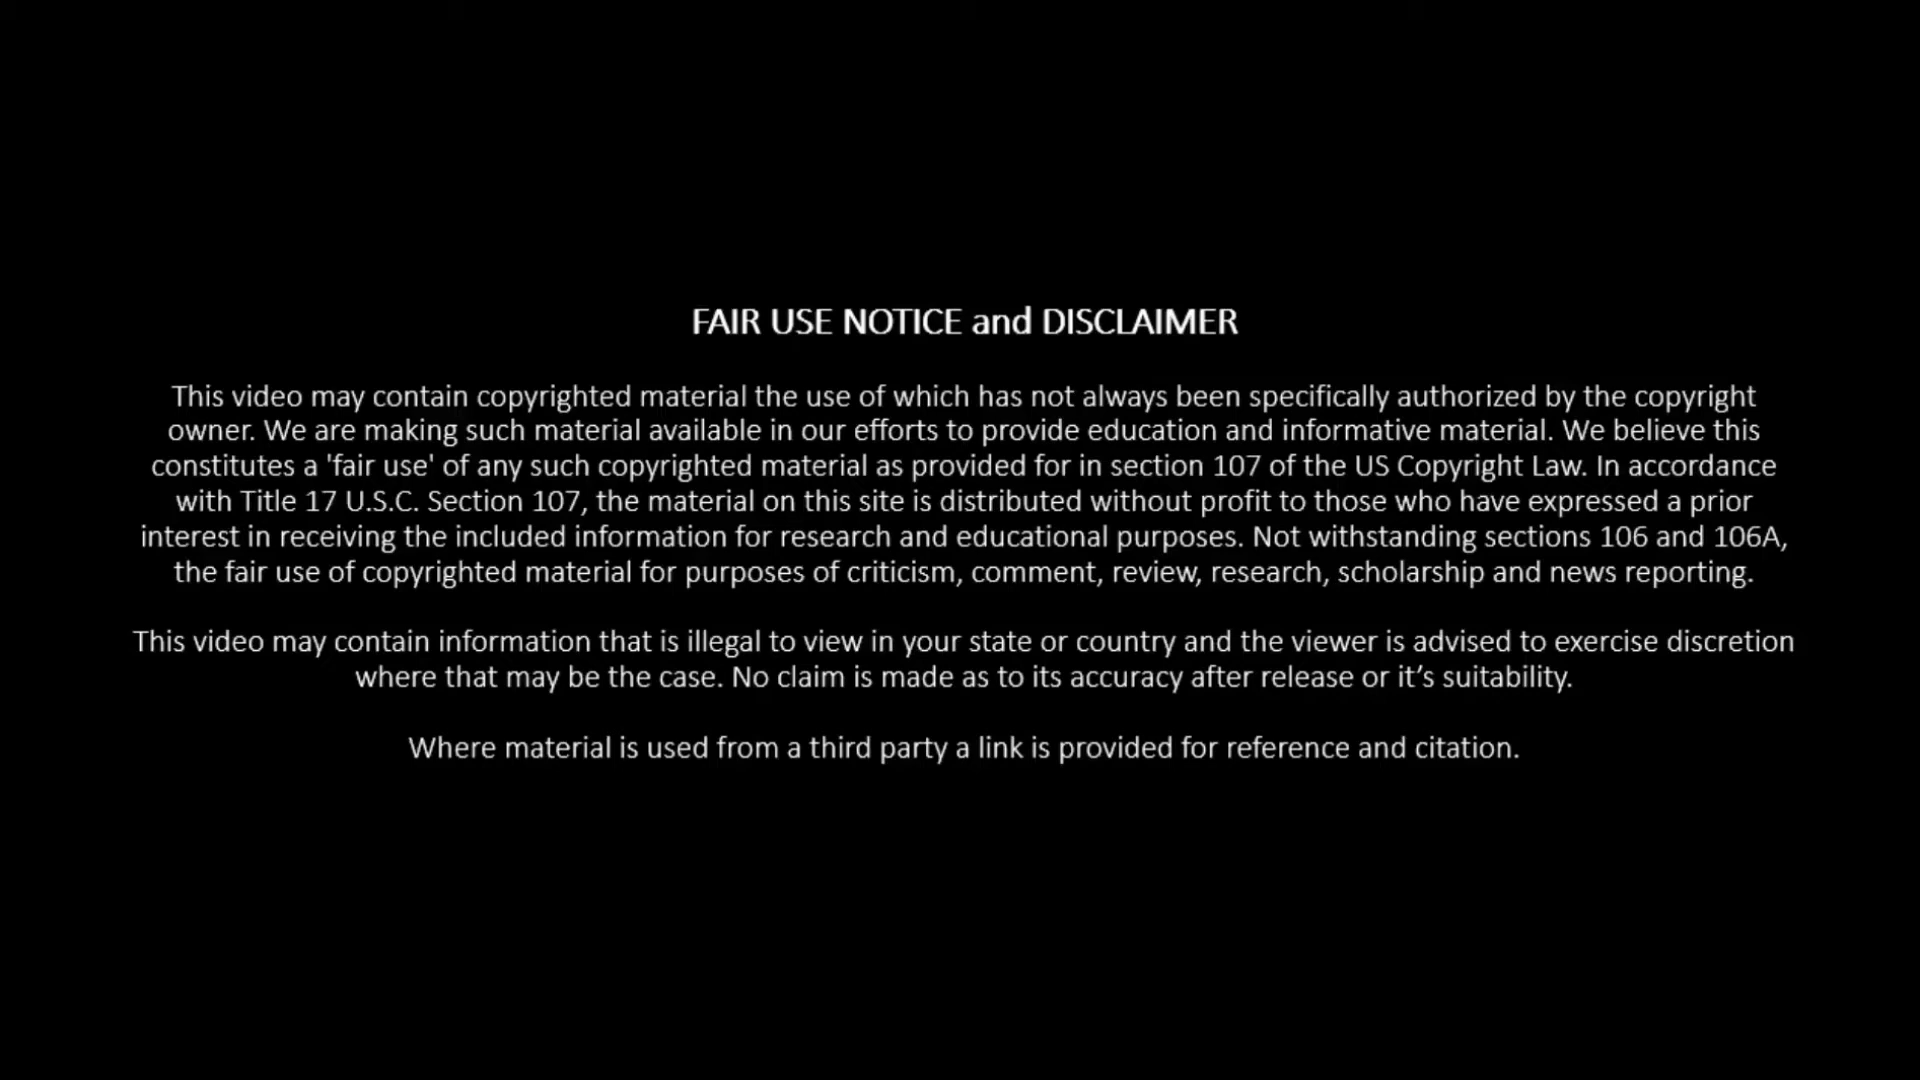 FAIR USE NOTICE and DISCLAIMER
This video may contain copyrighted material the use of which has not always been specifically authorized by the copyright
owner. We are making such material available in our efforts to provide education and informative material. We believe this
constitutes a 'fair use' of any such copyrighted material as provided for in section 107 of the US Copyright Law. In accordance
with Title 17 U.S.C. Section 107, the material on this site is distributed without profit to those who have expressed a prior
interest in receiving the included information for research and educational purposes. Not withstanding sections 106 and 106A,
the fair use of copyrighted material for purposes of criticism, comment, review, research, scholarship and news reporting.
This video may contain information that is illegal to view in your state or country and the viewer is advised to exercise discretion
where that may be the case. No claim is made as to its accuracy after release or it’s suitability.
Where material is used from a third party a link is provided for reference and citation.